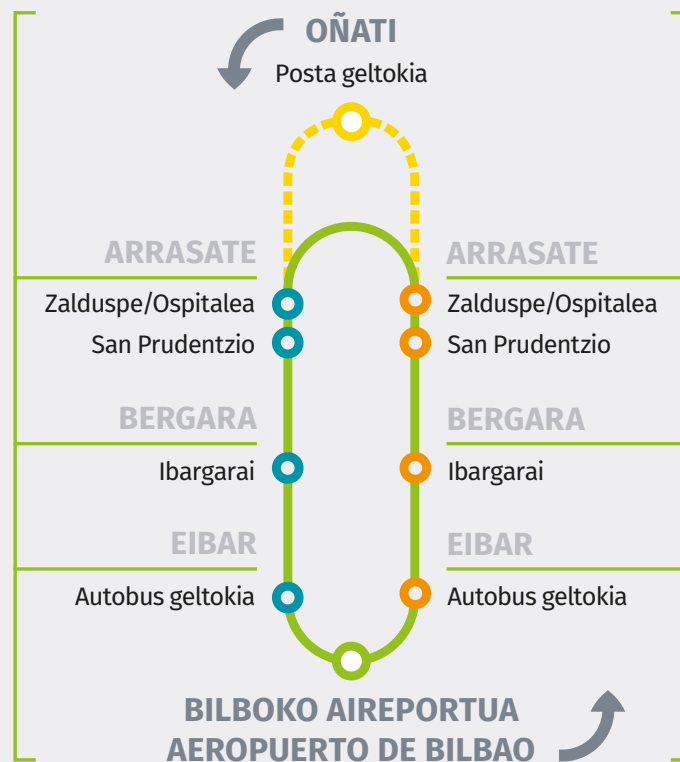 OÑATI
Posta geltokia
ARRASATE
Zalduspe/Ospitalea
San Prudentzio
BERGARA
Ibargarai
EIBAR
Autobus geltokia
ARRASATE
Zalduspe/Ospitalea
San Prudentzio
BERGARA
Ibargarai
EIBAR
Autobus geltokia
BILBOKO AIREPORTUA
AEROPUERTO DE BILBAO